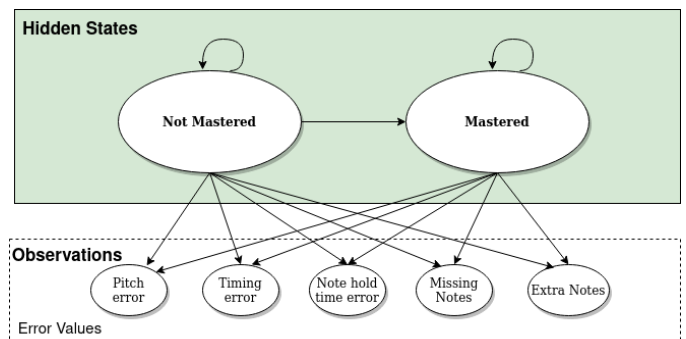 Hidden States
Not Mastered
Mastered
Observations
Pitch
error
Timing
error
Note hold
time error
Missing
Notes
Extra Notes
Error Values